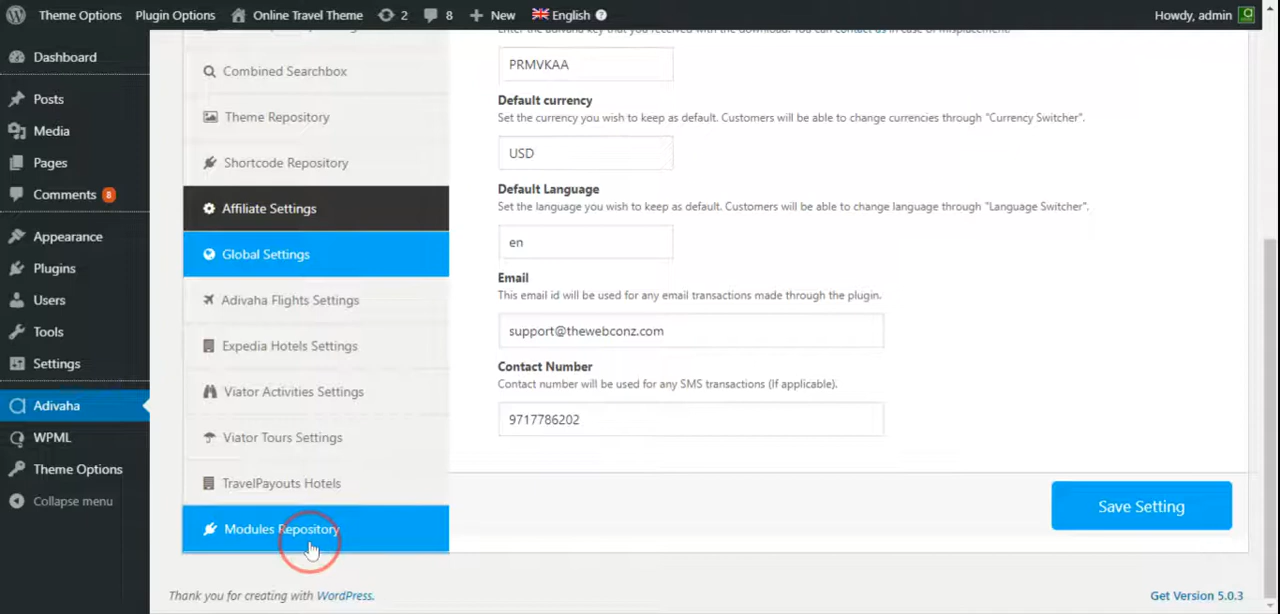 Theme Options Plugin Options Online Travel Theme 2 8 New English Howdy, admin
Dashboard
Posts
Media
Pages
Comments 8
Appearance
Plugins
Users
Tools
Settings
Adivaha
WPML
Theme Options
Collapse menu
Combined Searchbox
Theme Repository
Shortcode Repository
Affiliate Settings
Global Settings
Adivaha Flights Settings
Expedia Hotels Settings
Viator Activities Settings
Viator Tours Settings
TravelPayouts Hotels
Modules Repository
Enter the adivaha key that you received with the download. You can contact us in case of misplacement.
PRMVKAA
Default currency
Set the currency you wish to keep as default. Customers will be able to change currencies through "Currency Switcher".
USD
Default Language
Set the language you wish to keep as default. Customers will be able to change language through "Language Switcher".
en
Email
This email id will be used for any email transactions made through the plugin.
support@thewebconz.com
Contact Number
Contact number will be used for any SMS transactions (If applicable).
9717786202
Save Setting
Thank you for creating with WordPress.
Get Version 5.0.3